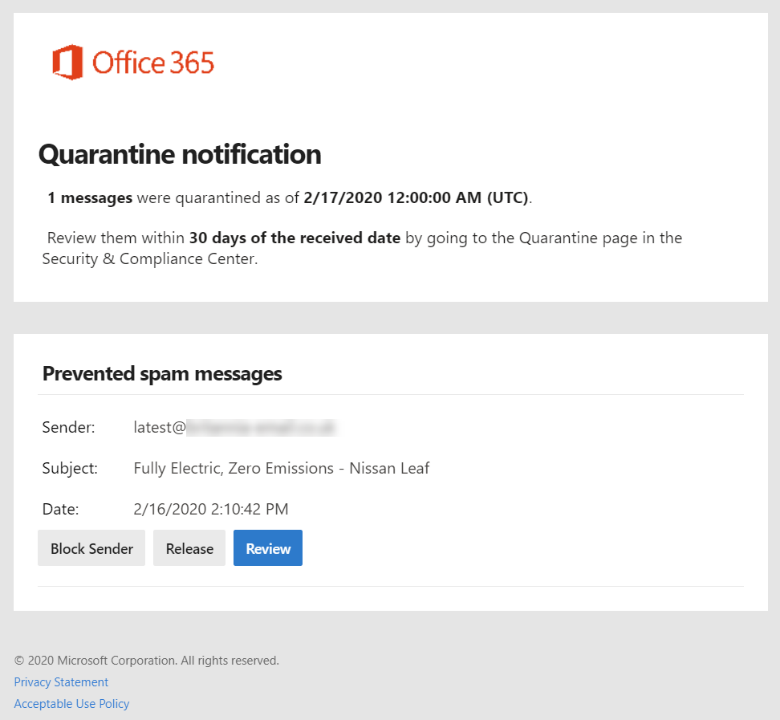 Office 365
Quarantine notification
1 messages were quarantined as of 2/17/2020 12:00:00 AM (UTC).
Review them within 30 days of the received date by going to the Quarantine page in the
Security & Compliance Center.
Prevented spam messages
Sender: latest@
Subject: Fully Electric, Zero Emissions - Nissan Leaf
Date: 2/16/2020 2:10:42 PM
Block Sender Release Review
© 2020 Microsoft Corporation. All rights reserved.
Privacy Statement
Acceptable Use Policy